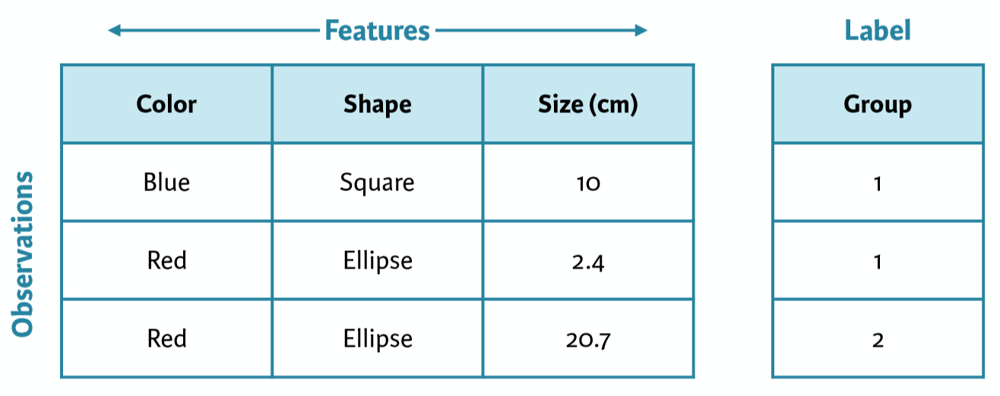 Features Label
Color Shape Size (cm) Group
Observations
Blue Square 10 1
Red Ellipse 2.4 1
Red Ellipse 20.7 2